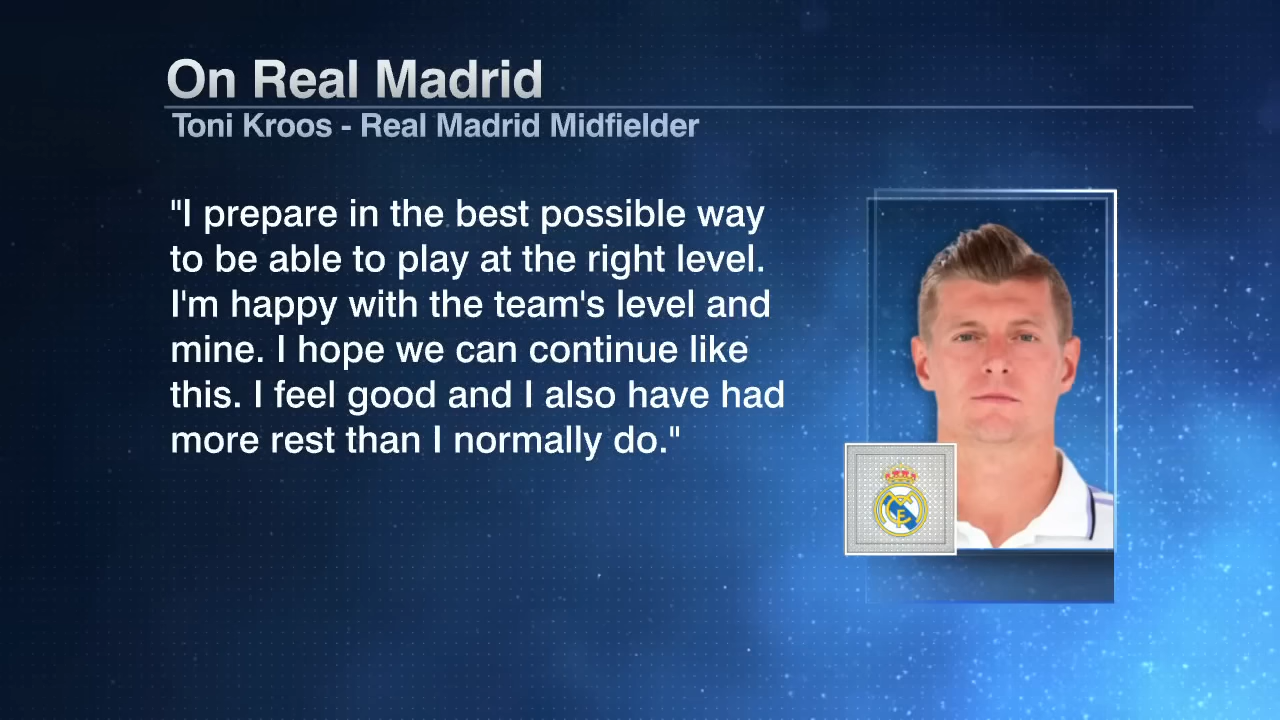 On Real Madrid
Toni Kroos - Real Madrid Midfielder
"I prepare in the best possible way
to be able to play at the right level.
I'm happy with the team's level and
mine. I hope we can continue like
this. I feel good and I also have had
more rest than I normally do."